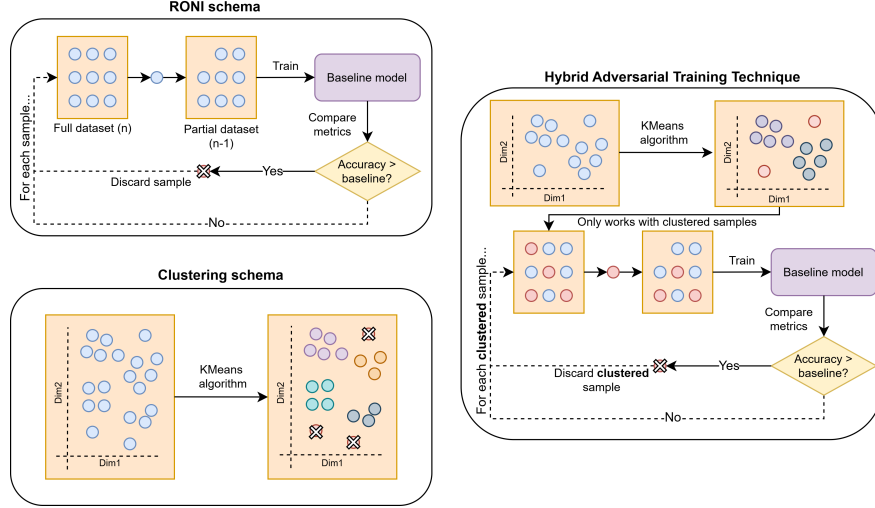 RONI schema
For each sample...
Full dataset (n)
Partial dataset
(n-1)
Train
Baseline model
Compare
metrics
Accuracy >
baseline?
Yes
Discard sample
No
Clustering schema
Dim2
Dim1
KMeans
algorithm
Dim2
Dim1
Hybrid Adversarial Training Technique
Dim2
Dim1
KMeans
algorithm
Dim2
Dim1
Only works with clustered samples
For each clustered sample...
Train
Baseline model
Compare
metrics
Accuracy >
baseline?
Yes
Discard clustered
sample
No